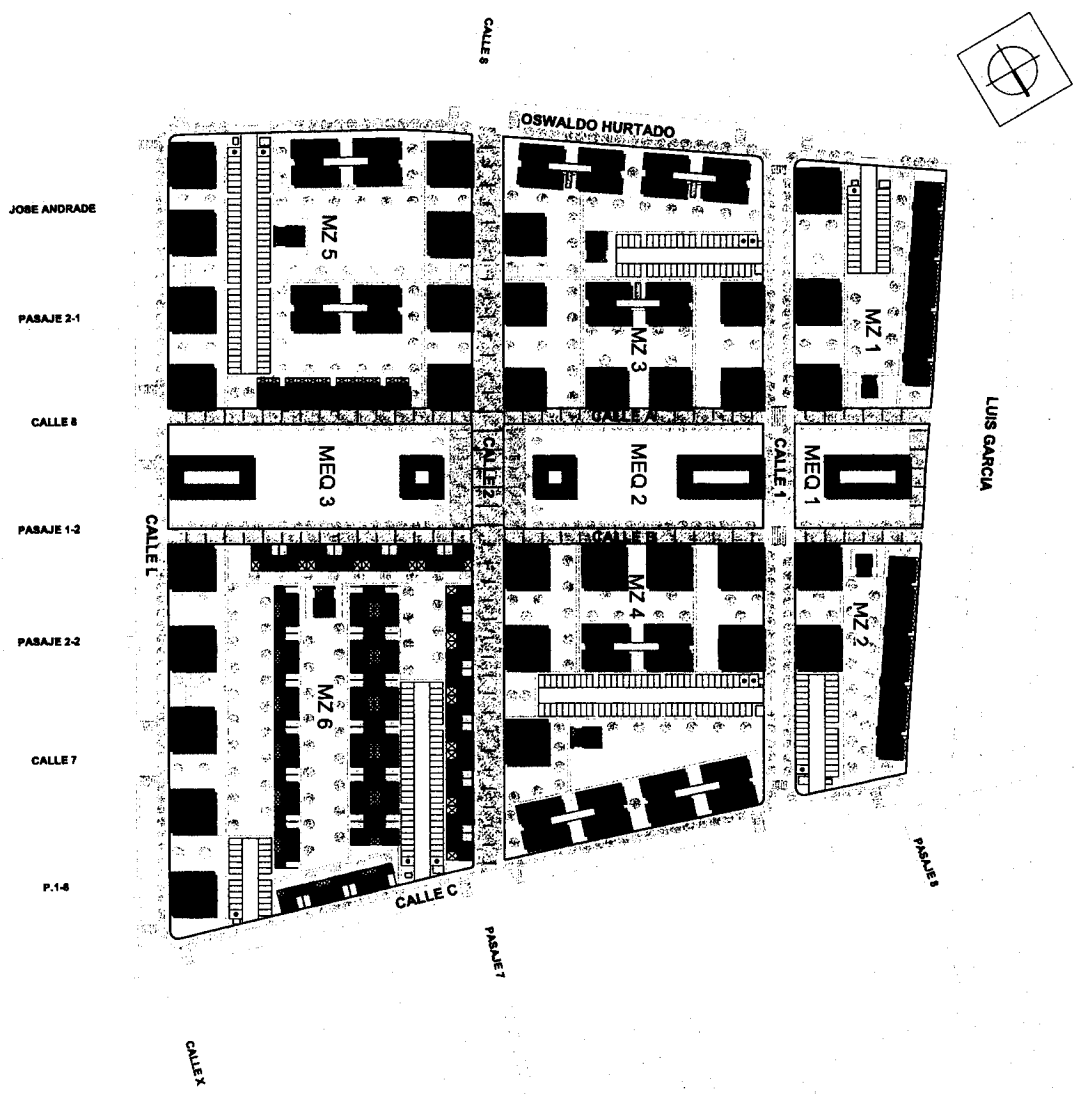 CALLE S
OSWALDO HURTADO
JOSE ANDRADE
MZ 5
PASAJE 2-1
MZ 1
MZ 3
CALLE 8
CALLE A
LUIS GARCIA
MEQ 3
CALLE 2
MEQ 2
CALLE 1
MEQ 1
PASAJE 1-2
CALLE B
CALLE L
MZ 4
MZ 2
PASAJE 2-2
MZ 6
CALLE 7
PASAJE 8
P.1-6
CALLE C
PASAJE 7
CALLE X